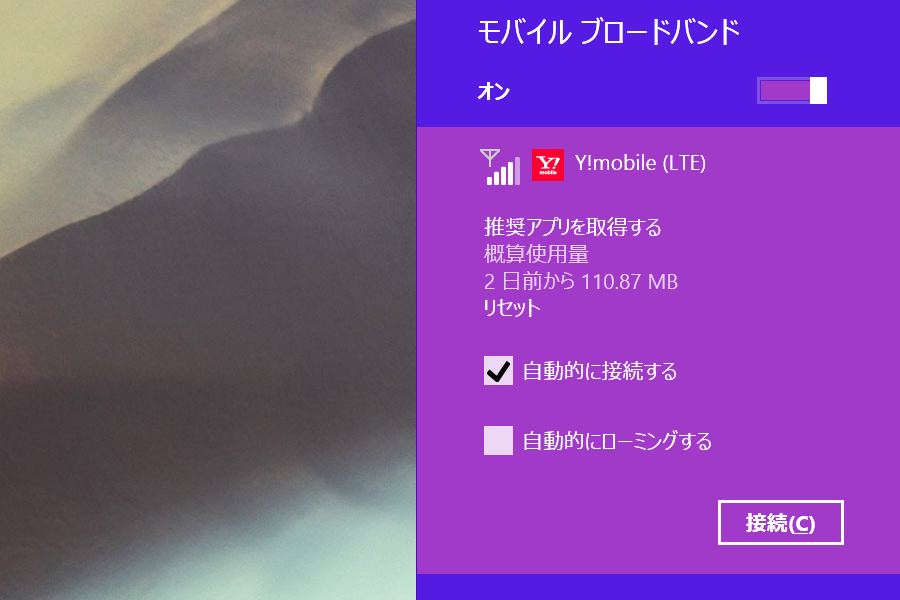 モバイル ブロードバンド
オン
Y! mobile
Y!mobile (LTE)
推奨アプリを取得する
概算使用量
2 日前から 110.87 MB
リセット
自動的に接続する
自動的にローミングする
接続(C)